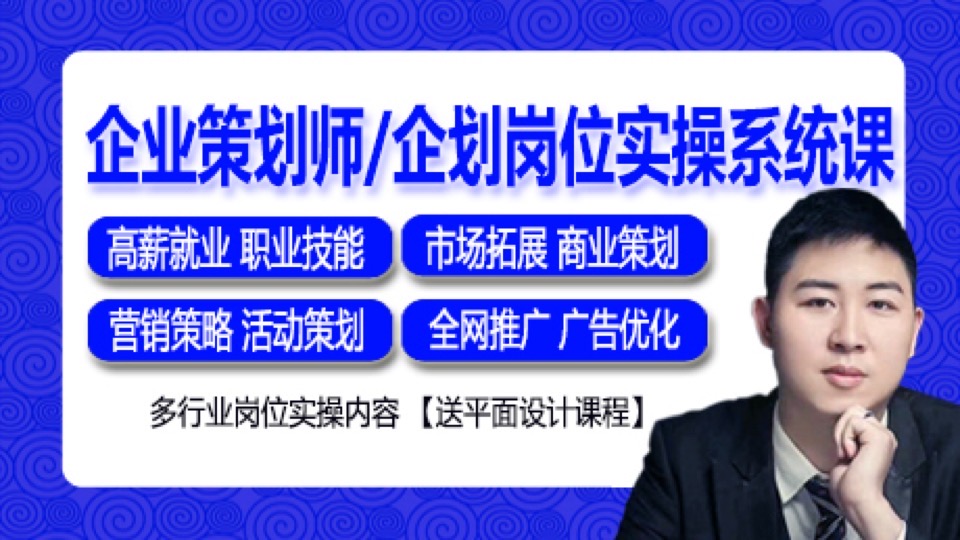 企业策划师/企划岗位实操系统课
高薪就业 职业技能
市场拓展 商业策划
营销策略 活动策划
全网推广 广告优化
多行业岗位实操内容【送平面设计课程】